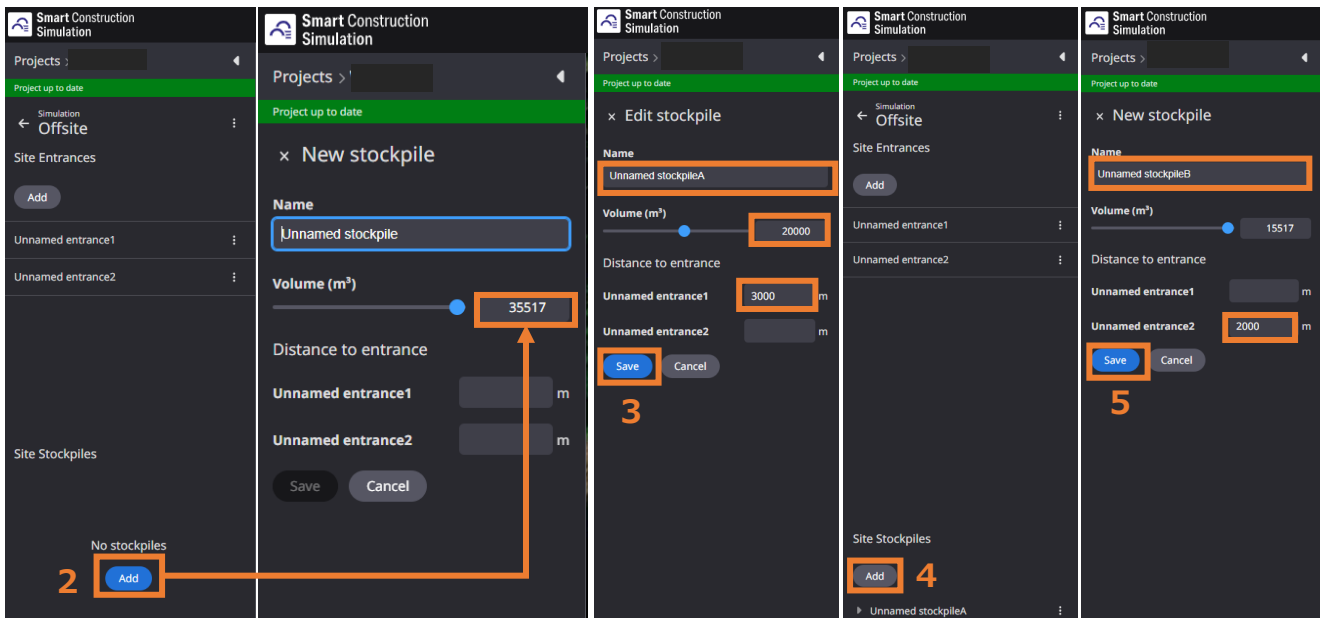 Smart Construction
Simulation
Projects >
Project up to date
Simulation
Offsite
Site Entrances
Add
Unnamed entrance1
Unnamed entrance2
Site Stockpiles
No stockpiles
Add
2
Smart Construction
Simulation
Projects >
Project up to date
× New stockpile
Name
Unnamed stockpile
Volume (m³)
35517
Distance to entrance
Unnamed entrance1 m
Unnamed entrance2 m
Save Cancel
Smart Construction
Simulation
Projects >
Project up to date
× Edit stockpile
Name
Unnamed stockpileA
Volume (m³)
20000
Distance to entrance
Unnamed entrance1 3000 m
Unnamed entrance2 m
Save Cancel
3
Smart Construction
Simulation
Projects >
Project up to date
Simulation
Offsite
Site Entrances
Add
Unnamed entrance1
Unnamed entrance2
Site Stockpiles
Add
4
Unnamed stockpileA
Smart Construction
Simulation
Projects >
Project up to date
× New stockpile
Name
Unnamed stockpileB
Volume (m³)
15517
Distance to entrance
Unnamed entrance1 m
Unnamed entrance2 2000 m
Save Cancel
5